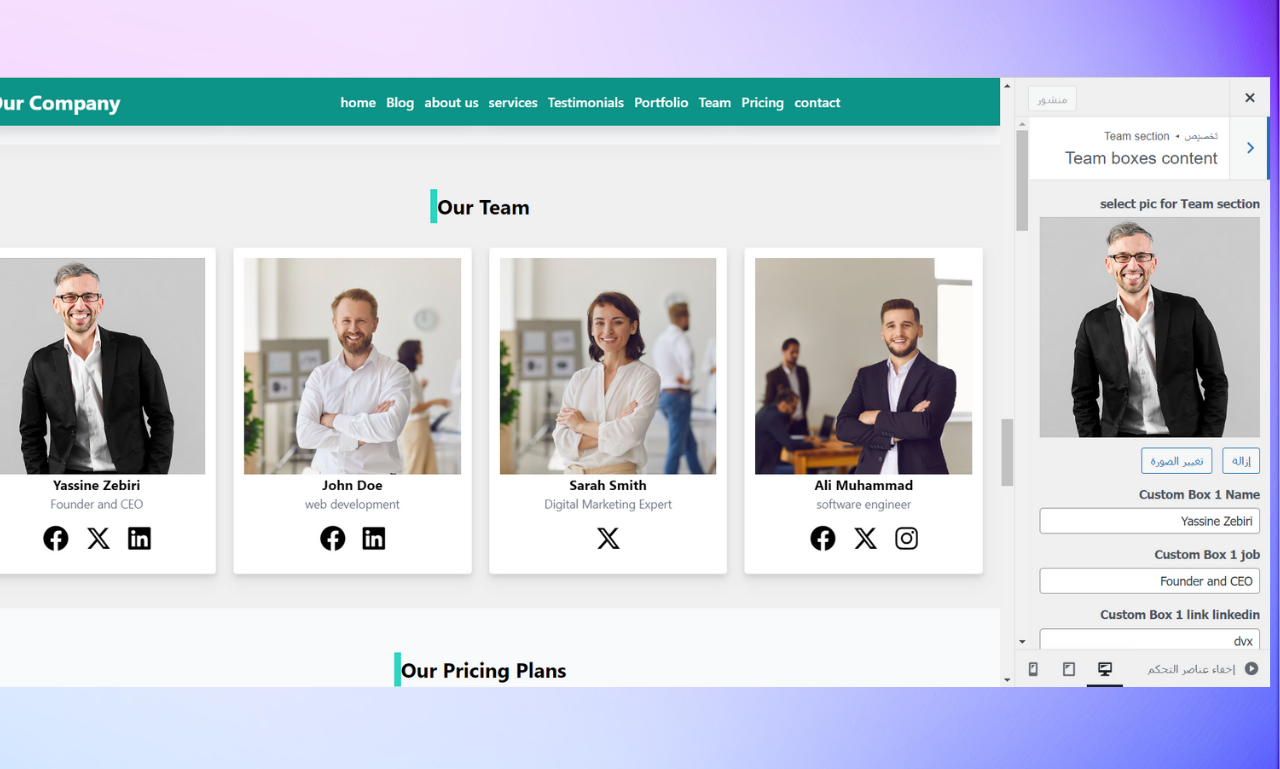 Our Company
home Blog about us services Testimonials Portfolio Team Pricing contact
Our Team
Yassine Zebiri
Founder and CEO
John Doe
web development
Sarah Smith
Digital Marketing Expert
Ali Muhammad
software engineer
Our Pricing Plans
منشور
تخصيص ◂ Team section
Team boxes content
select pic for Team section
إزالة
تغيير الصورة
Custom Box 1 Name
Yassine Zebiri
Custom Box 1 job
Founder and CEO
Custom Box 1 link linkedin
dvx
إخفاء عناصر التحكم